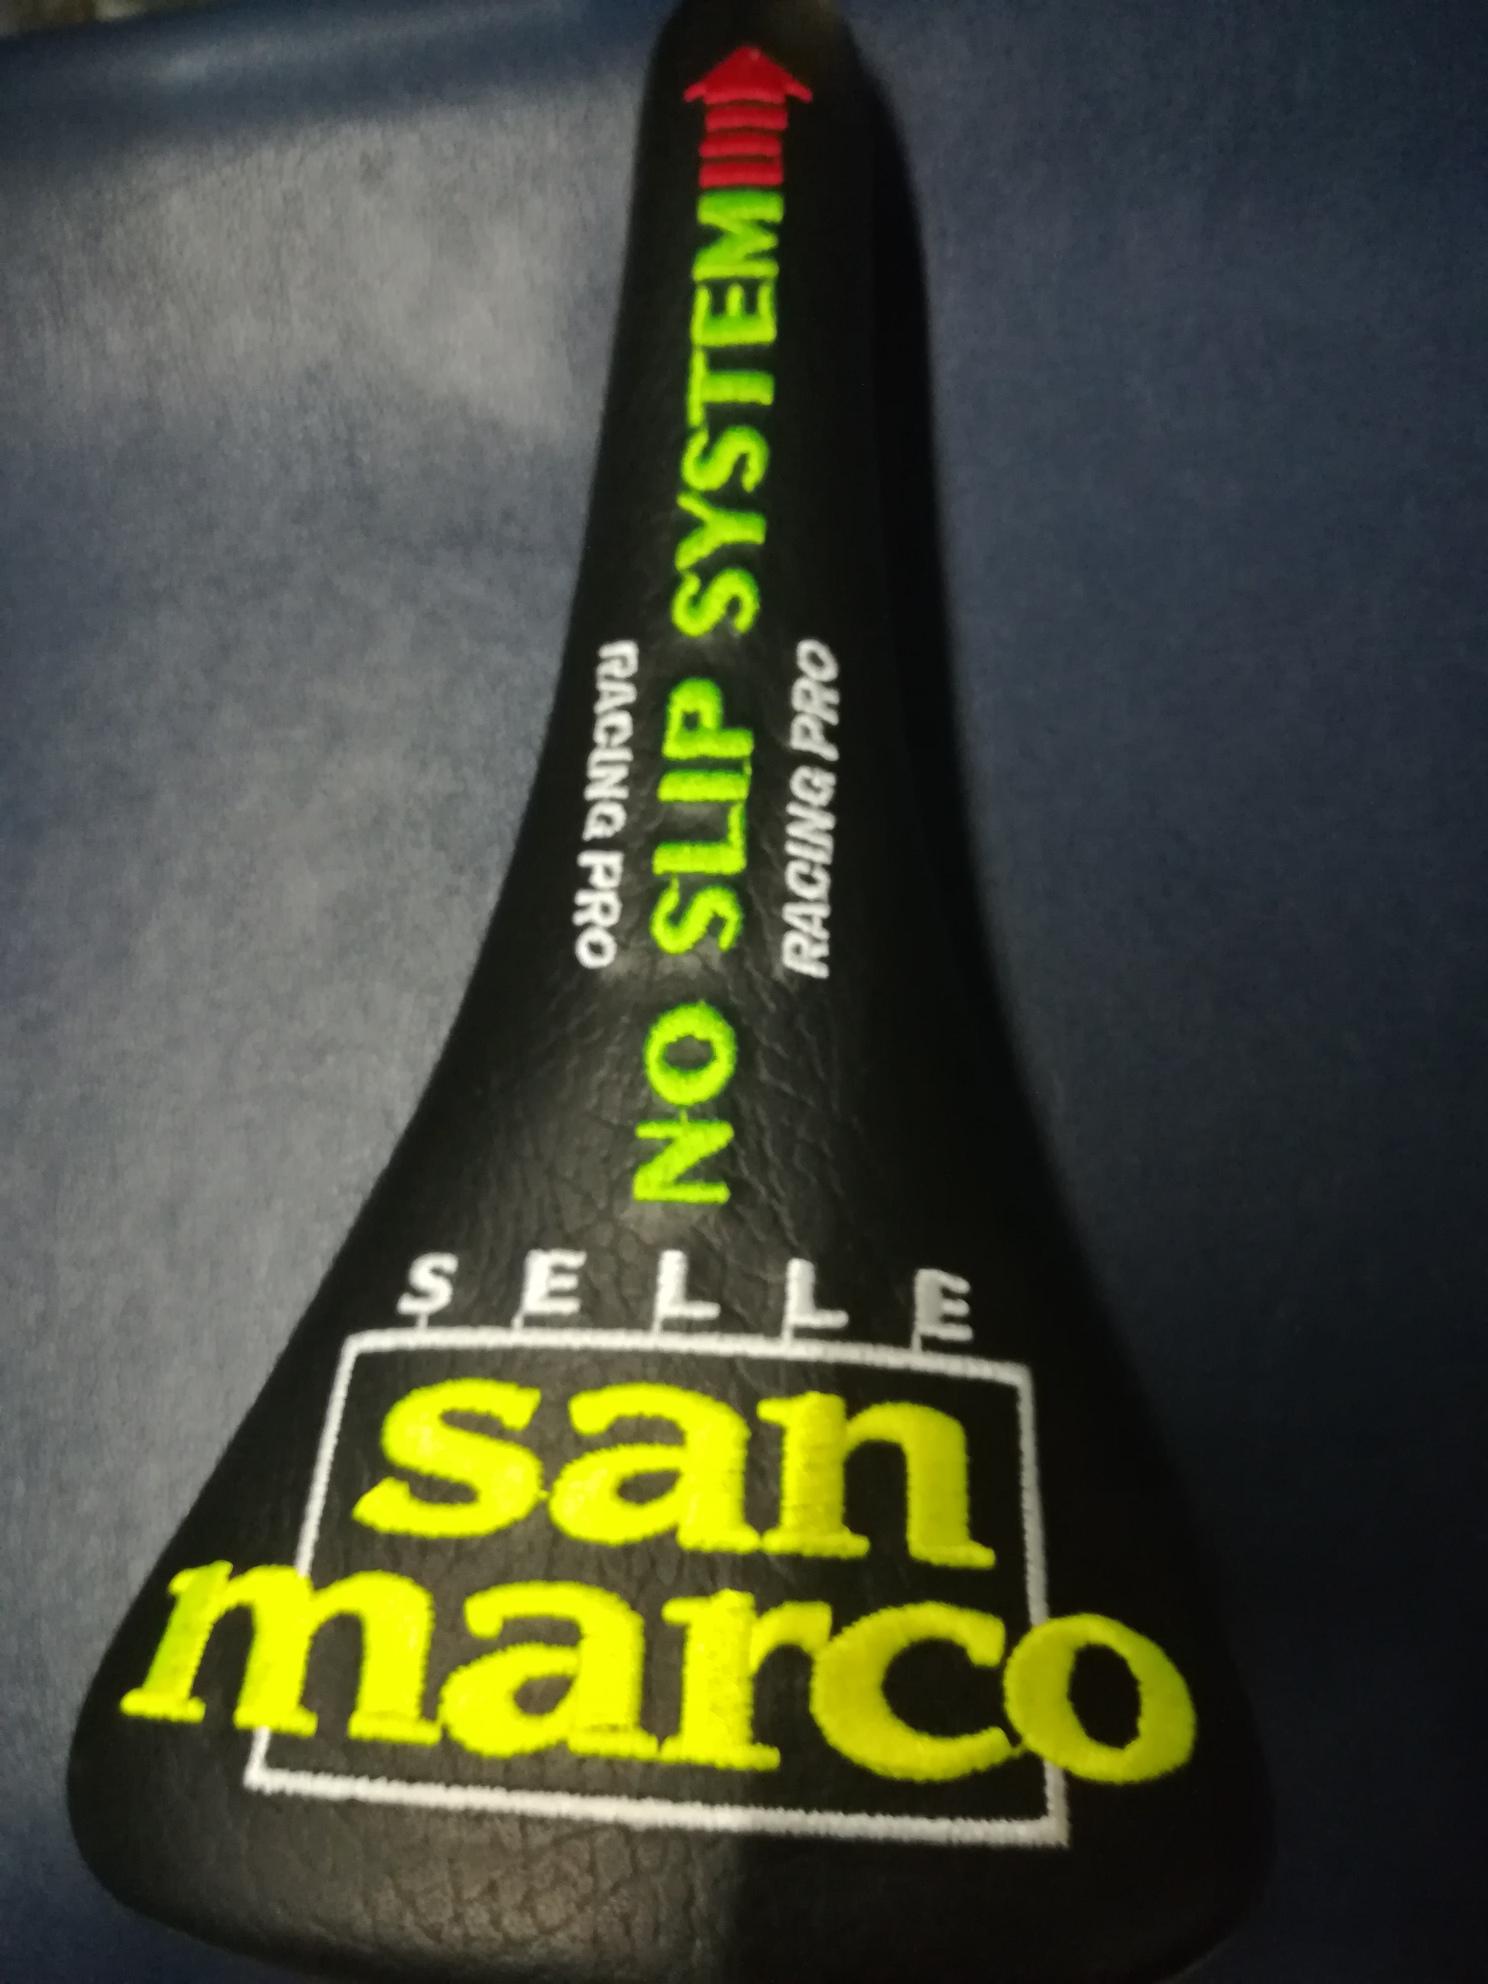 NO SLIP SYSTEM
RACING PRO
RACING PRO
SELLE
san
marco